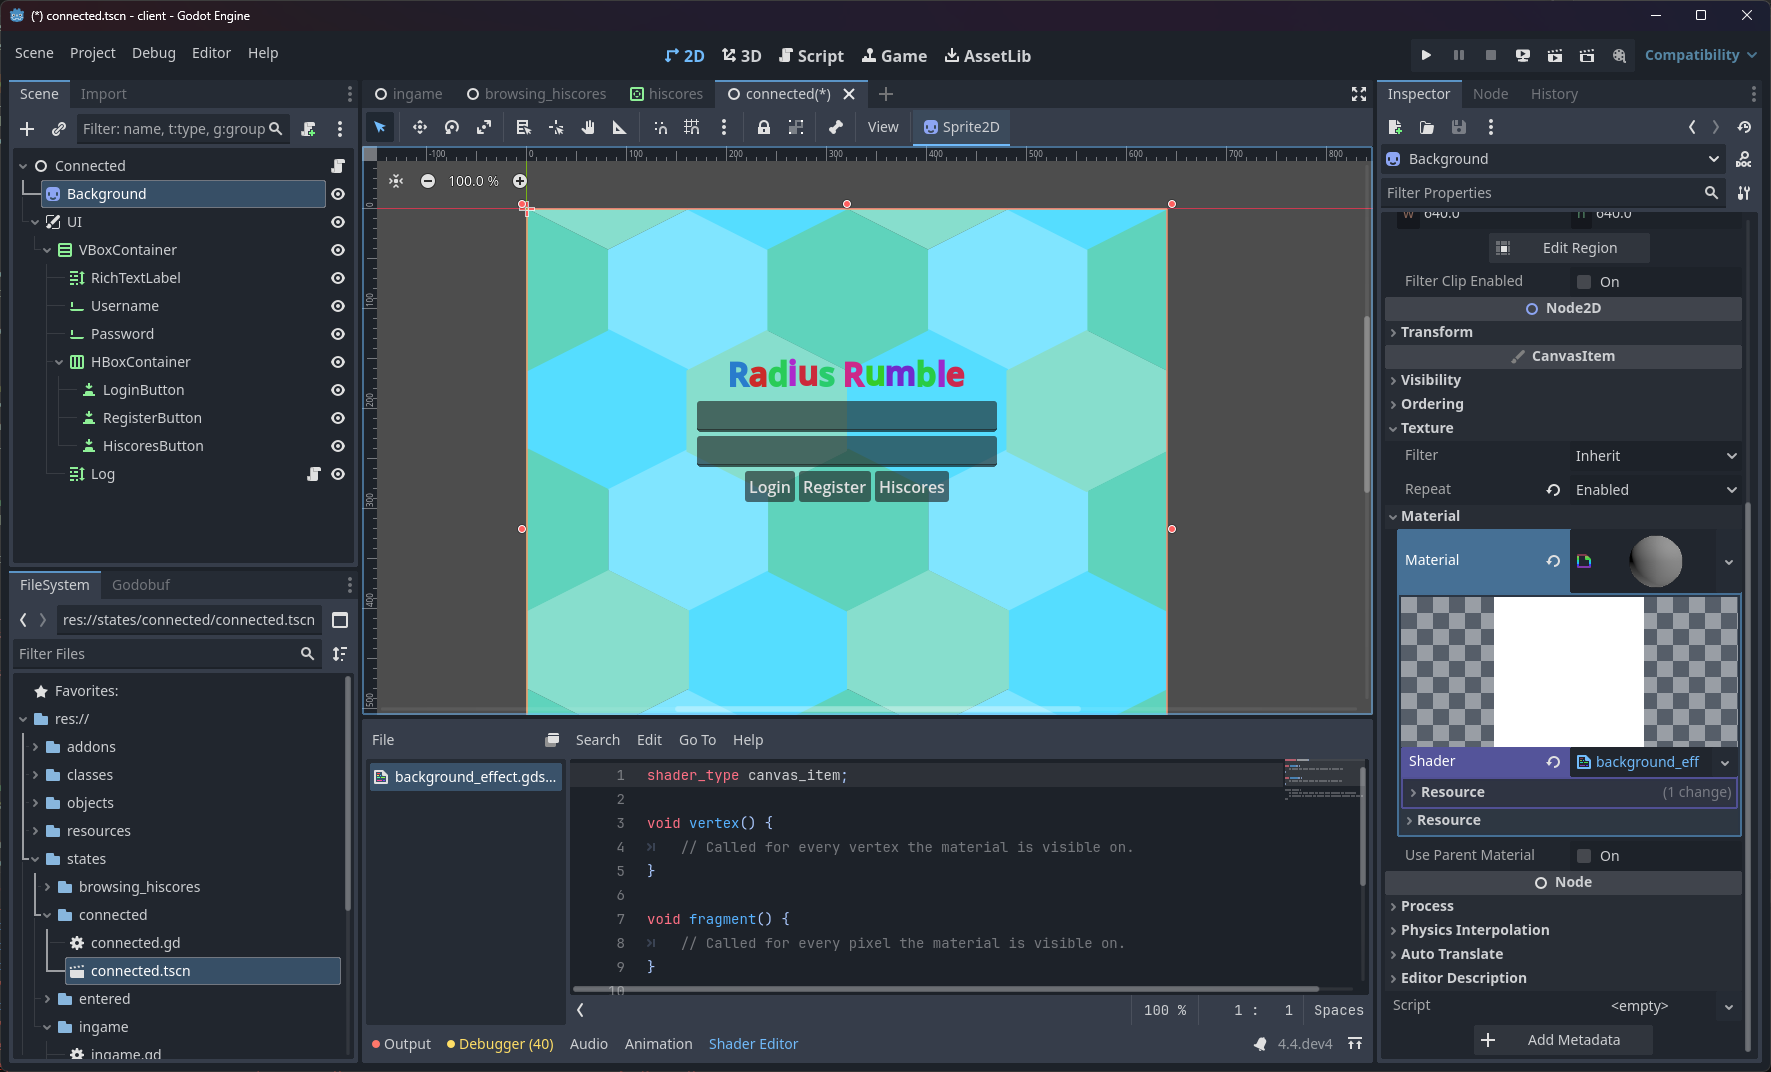 (*) connected.tscn - client - Godot Engine
Scene Project Debug Editor Help
2D 3D Script Game AssetLib
Compatibility
Scene Import
Filter: name, t:type, g:group
Connected
Background
UI
VBoxContainer
RichTextLabel
Username
Password
HBoxContainer
LoginButton
RegisterButton
HiscoresButton
Log
FileSystem Godobuf
res://states/connected/connected.tscn
Filter Files
Favorites:
res://
addons
classes
objects
resources
states
browsing_hiscores
connected
connected.gd
connected.tscn
entered
ingame
ingame.gd
ingame browsing_hiscores hiscores connected(*)
View Sprite2D
-100 0 100 200 300 400 500 600 700 800
100.0 %
0
100
200
300
400
500
Radius Rumble
Login Register Hiscores
File Search Edit Go To Help
background_effect.gds...
1 shader_type canvas_item;
2
3 void vertex() {
4 // Called for every vertex the material is visible on.
5 }
6
7 void fragment() {
8 // Called for every pixel the material is visible on.
9 }
10
100 % 1 : 1 Spaces
Output Debugger (40) Audio Animation Shader Editor 4.4.dev4
Inspector Node History
Background
DOC
Filter Properties
w 640.0 h 640.0
Edit Region
Filter Clip Enabled On
Node2D
Transform
CanvasItem
Visibility
Ordering
Texture
Filter Inherit
Repeat Enabled
Material
Material
Shader background_eff
Resource (1 change)
Resource
Use Parent Material On
Node
Process
Physics Interpolation
Auto Translate
Editor Description
Script <empty>
Add Metadata